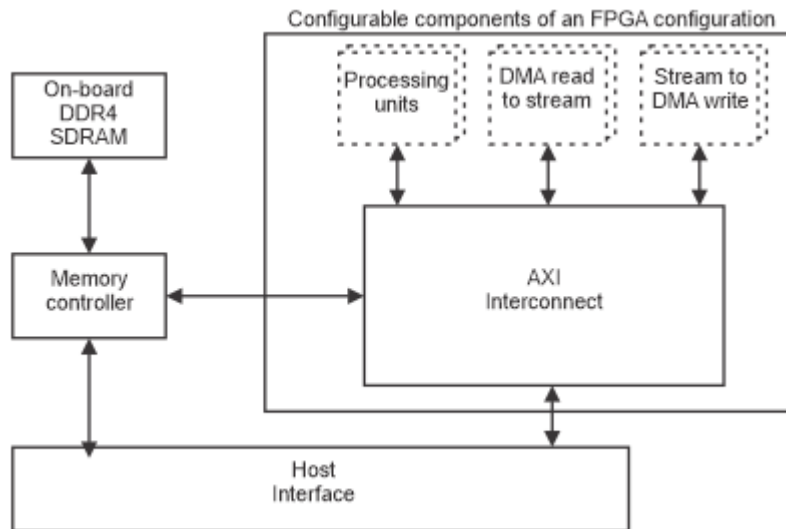 Configurable components of an FPGA configuration
On-board
DDR4
SDRAM
Processing
units
DMA read
to stream
Stream to
DMA write
Memory
controller
AXI
Interconnect
Host
Interface